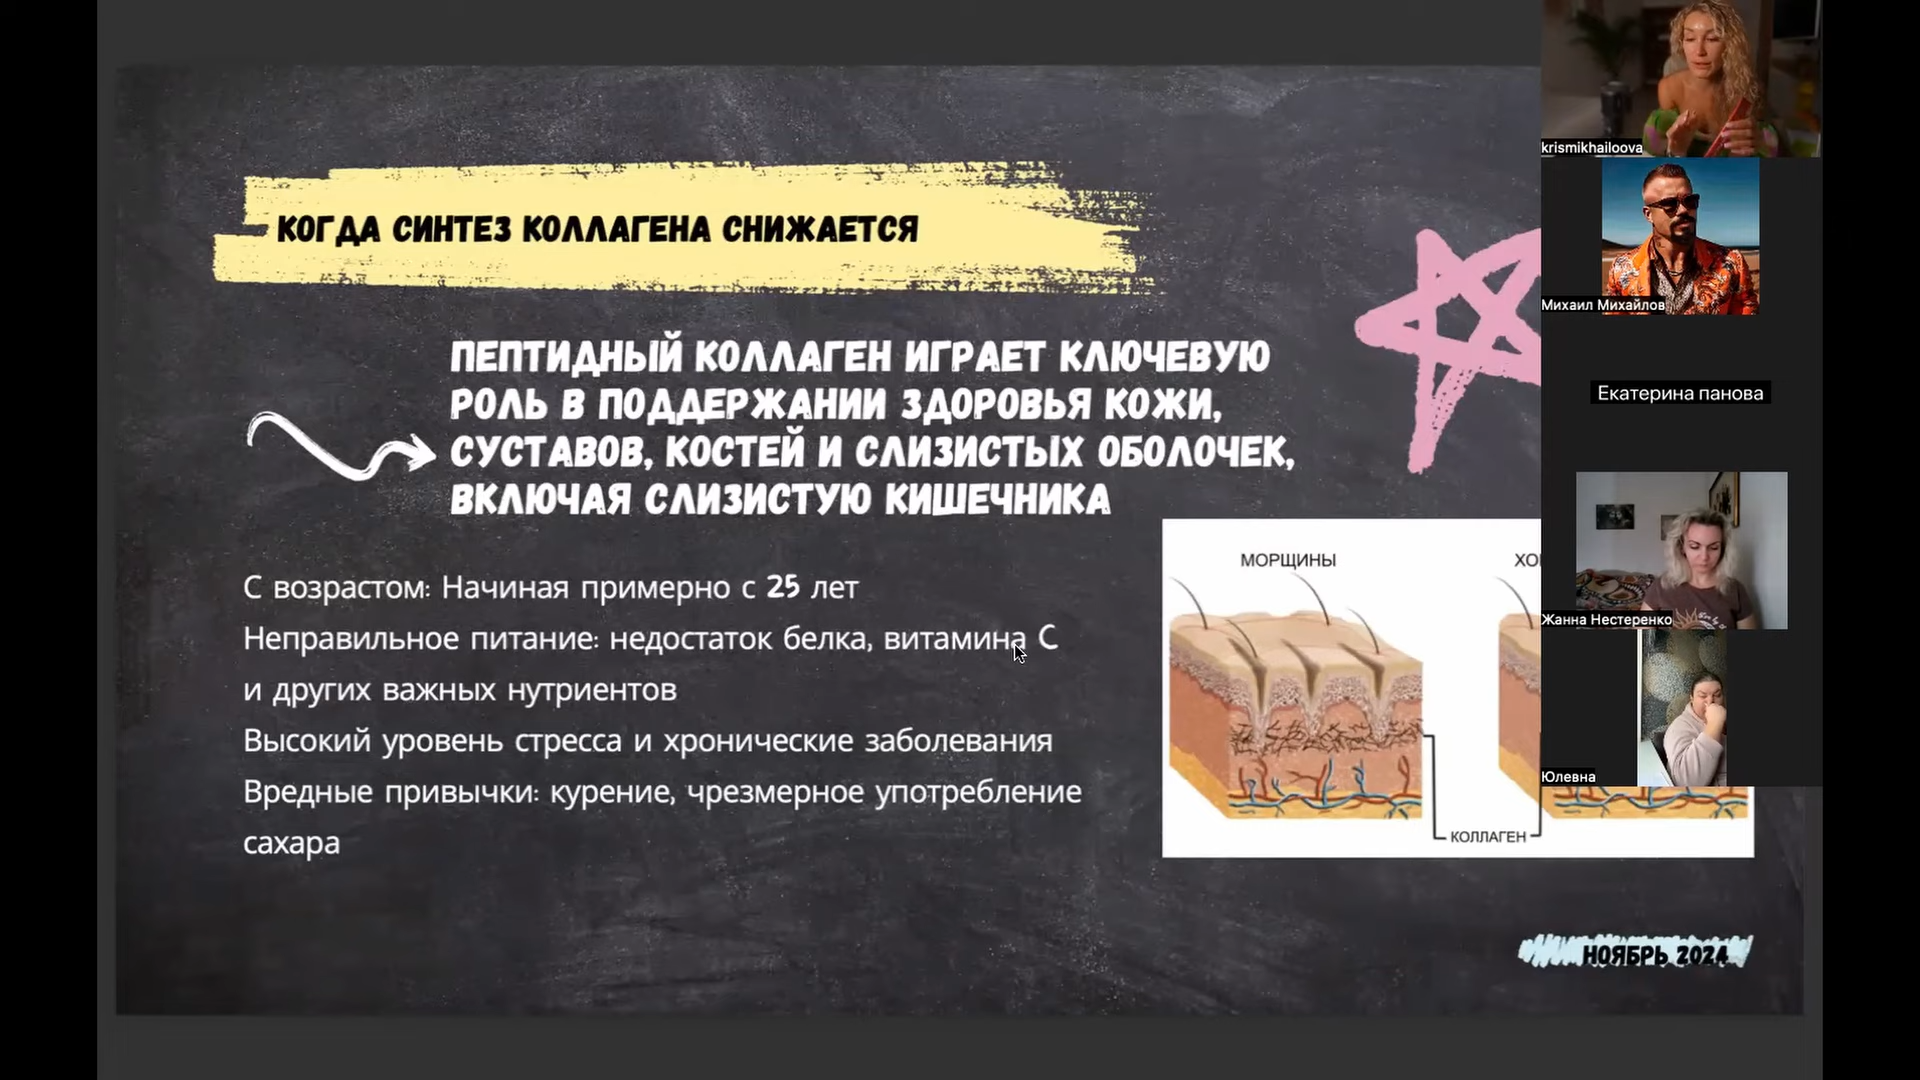 КОГДА СИНТЕЗ КОЛЛАГЕНА СНИЖАЕТСЯ
ПЕПТИДНЫЙ КОЛЛАГЕН ИГРАЕТ КЛЮЧЕВУЮ
РОЛЬ В ПОДДЕРЖАНИИ ЗДОРОВЬЯ КОЖИ,
СУСТАВОВ, КОСТЕЙ И СЛИЗИСТЫХ ОБОЛОЧЕК,
ВКЛЮЧАЯ СЛИЗИСТУЮ КИШЕЧНИКА
С возрастом: Начиная примерно с 25 лет
Неправильное питание: недостаток белка, витамина С
и других важных нутриентов
Высокий уровень стресса и хронические заболевания
Вредные привычки: курение, чрезмерное употребление
сахара
МОРЩИНЫ
КОЛЛАГЕН
НОЯБРЬ 2024
krismikhailoova
Михаил Михайлов
Екатерина панова
Жанна Нестеренко
Юлевна